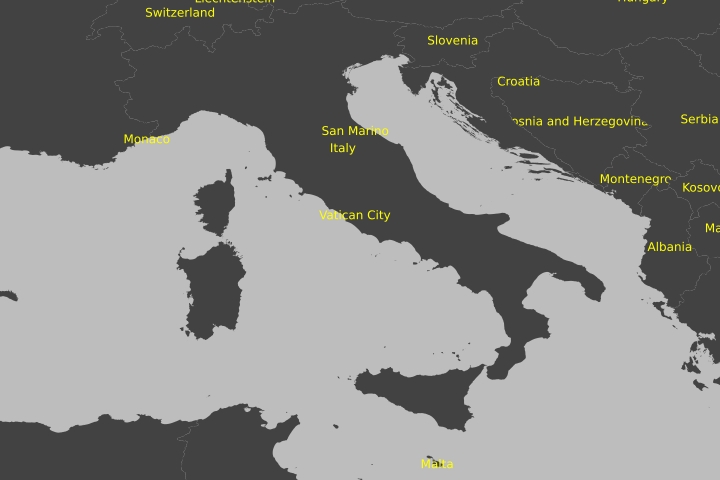 Switzerland
Slovenia
Croatia
Serbia
San Marino
Monaco
Italy
Montenegro
Vatican City
Albania
Malta